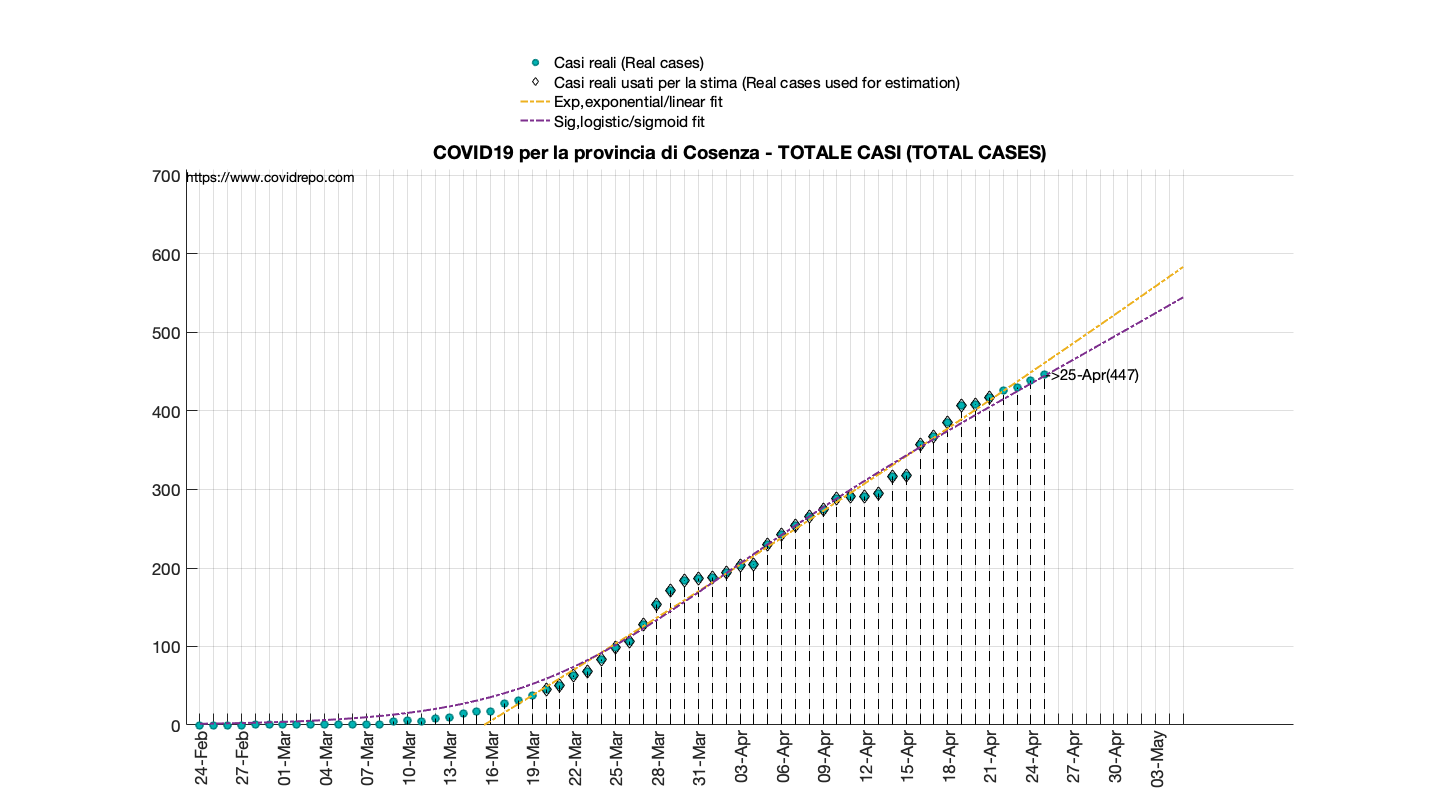 Casi reali (Real cases)
Casi reali usati per la stima (Real cases used for estimation)
Exp,exponential/linear fit
Sig,logistic/sigmoid fit
COVID19 per la provincia di Cosenza - TOTALE CASI (TOTAL CASES)
https://www.covidrepo.com
700
600
500
400
300
200
100
0
->25-Apr(447)
24-Feb
27-Feb
01-Mar
04-Mar
07-Mar
10-Mar
13-Mar
16-Mar
19-Mar
22-Mar
25-Mar
28-Mar
31-Mar
03-Apr
06-Apr
09-Apr
12-Apr
15-Apr
18-Apr
21-Apr
24-Apr
27-Apr
30-Apr
03-May